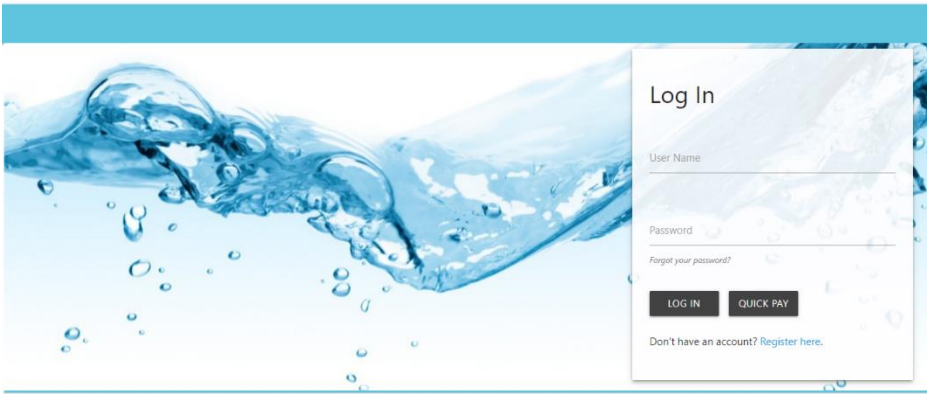 Log In
User Name
Password
Forgot your password?
LOG IN QUICK PAY
Don't have an account? Register here.